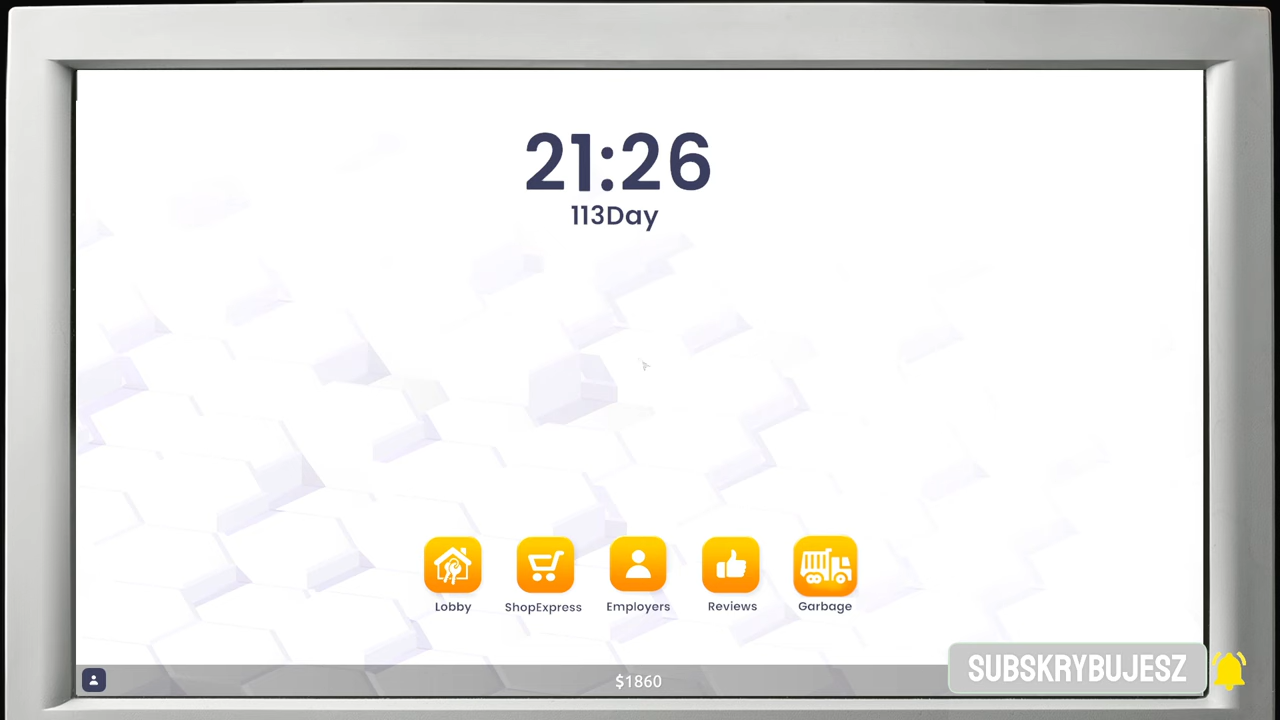 21:26
113Day
Lobby
ShopExpress
Employers
Reviews
Garbage
$1860
SUBSKRYBUJESZ